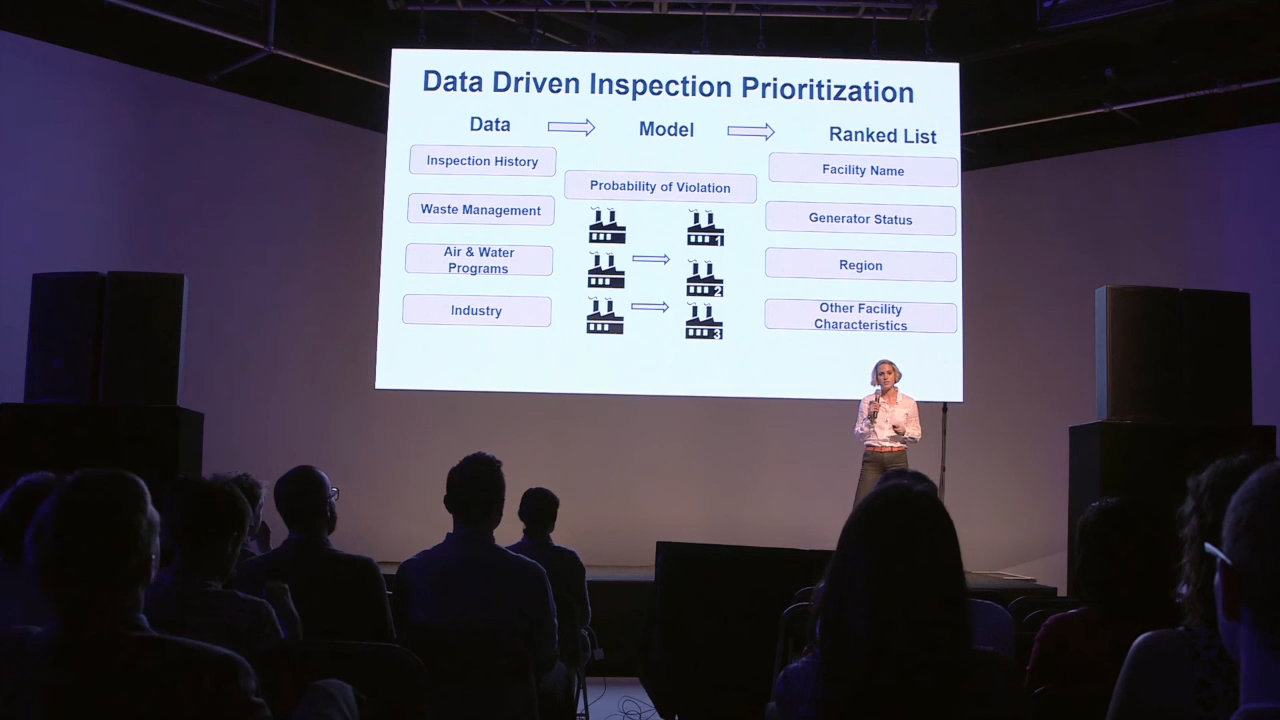 Data Driven Inspection Prioritization
Data
Model
Ranked List
Inspection History
Waste Management
Air & Water
Programs
Industry
Probability of Violation
1
2
3
Facility Name
Generator Status
Region
Other Facility
Characteristics